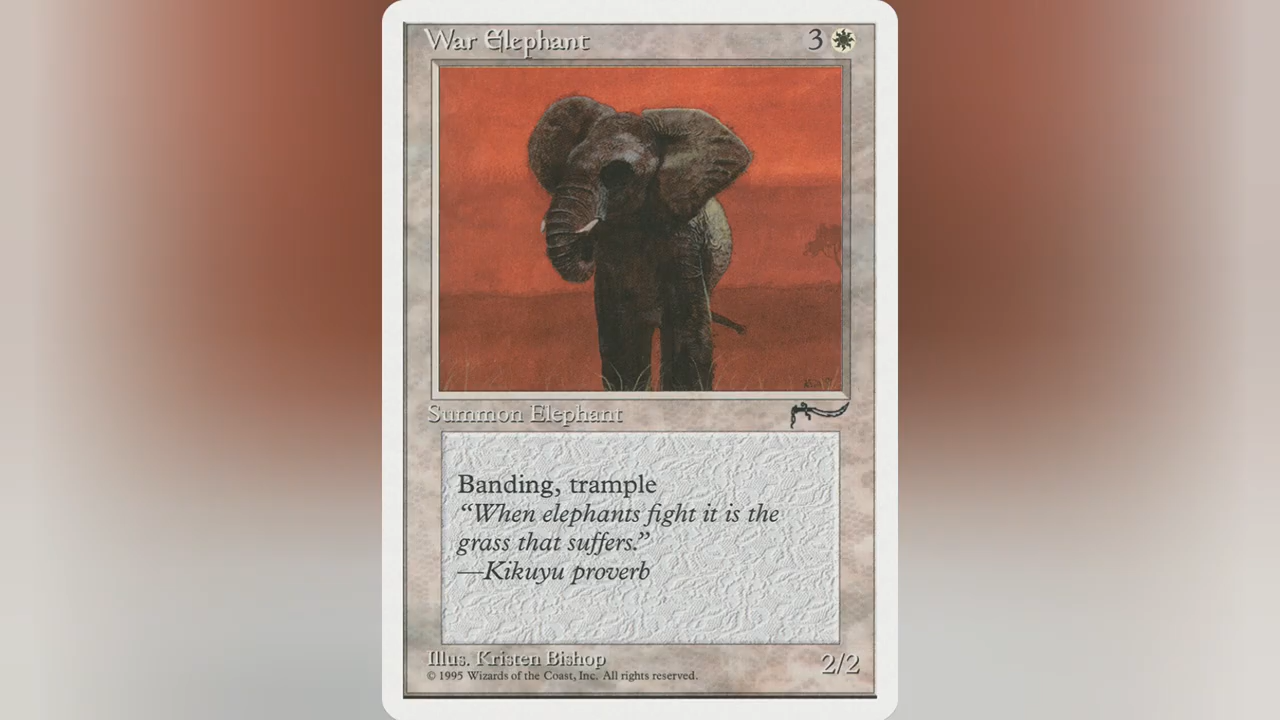 War Elephant 3
Summon Elephant
Banding, trample
“When elephants fight it is the
grass that suffers.”
—Kikuyu proverb
Illus. Kristen Bishop
© 1995 Wizards of the Coast, Inc. All rights reserved.
2/2